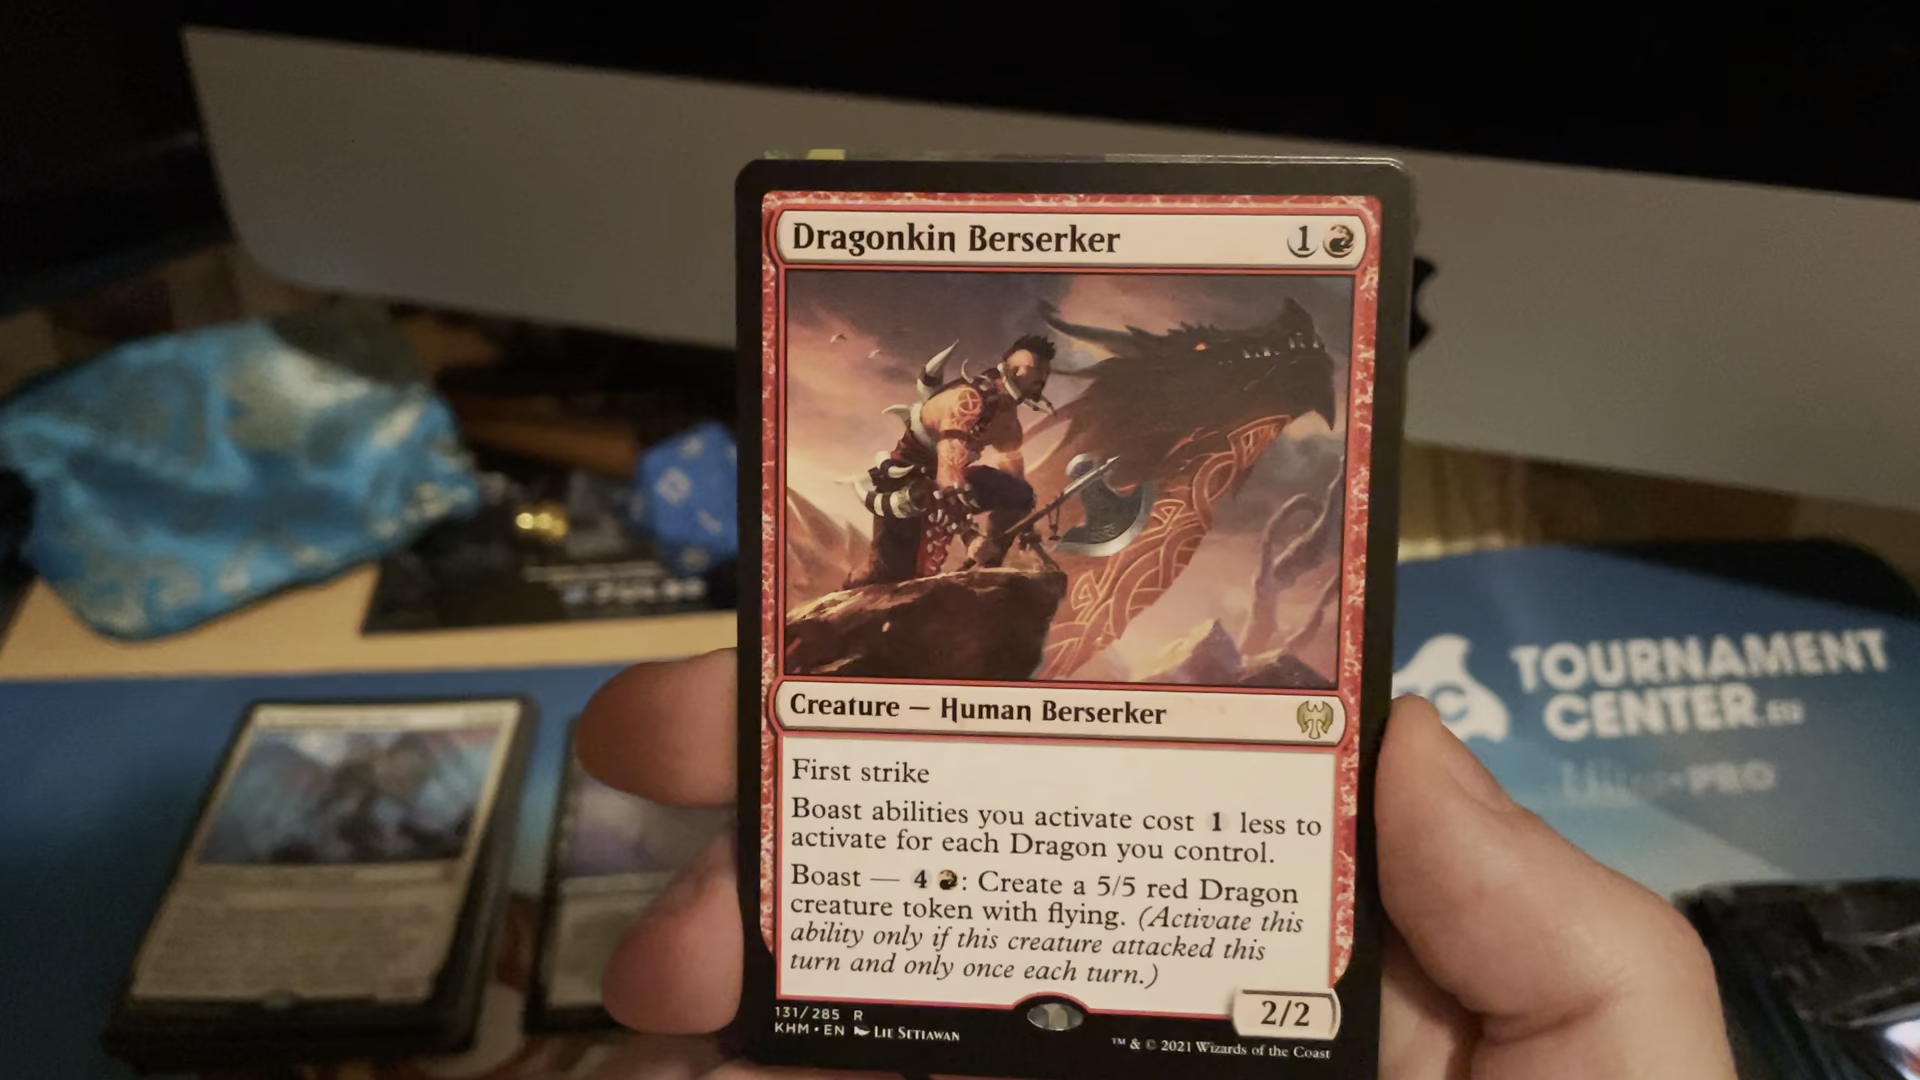 Dragonkin Berserker 1
Creature — Human Berserker
First strike
Boast abilities you activate cost 1 less to
activate for each Dragon you control.
Boast — 4 : Create a 5/5 red Dragon
creature token with flying. (Activate this
ability only if this creature attacked this
turn and only once each turn.)
2/2
131/285 R
KHM • EN Lie Setiawan
™ & © 2021 Wizards of the Coast
TOURNAMENT
CENTER.EU
Ultra PRO